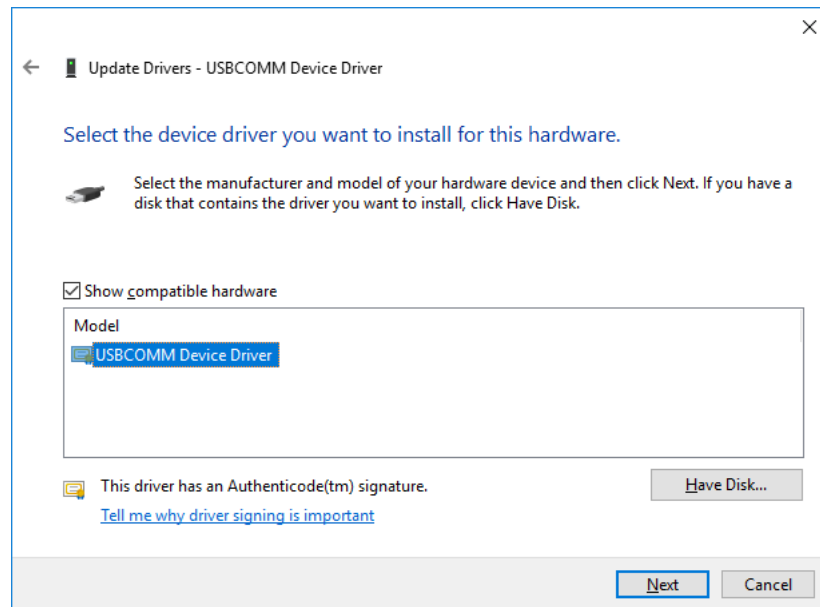 Update Drivers - USBCOMM Device Driver
Select the device driver you want to install for this hardware.
Select the manufacturer and model of your hardware device and then click Next. If you have a
disk that contains the driver you want to install, click Have Disk.
Show compatible hardware
Model
USBCOMM Device Driver
This driver has an Authenticode(tm) signature.
Have Disk...
Tell me why driver signing is important
Next
Cancel